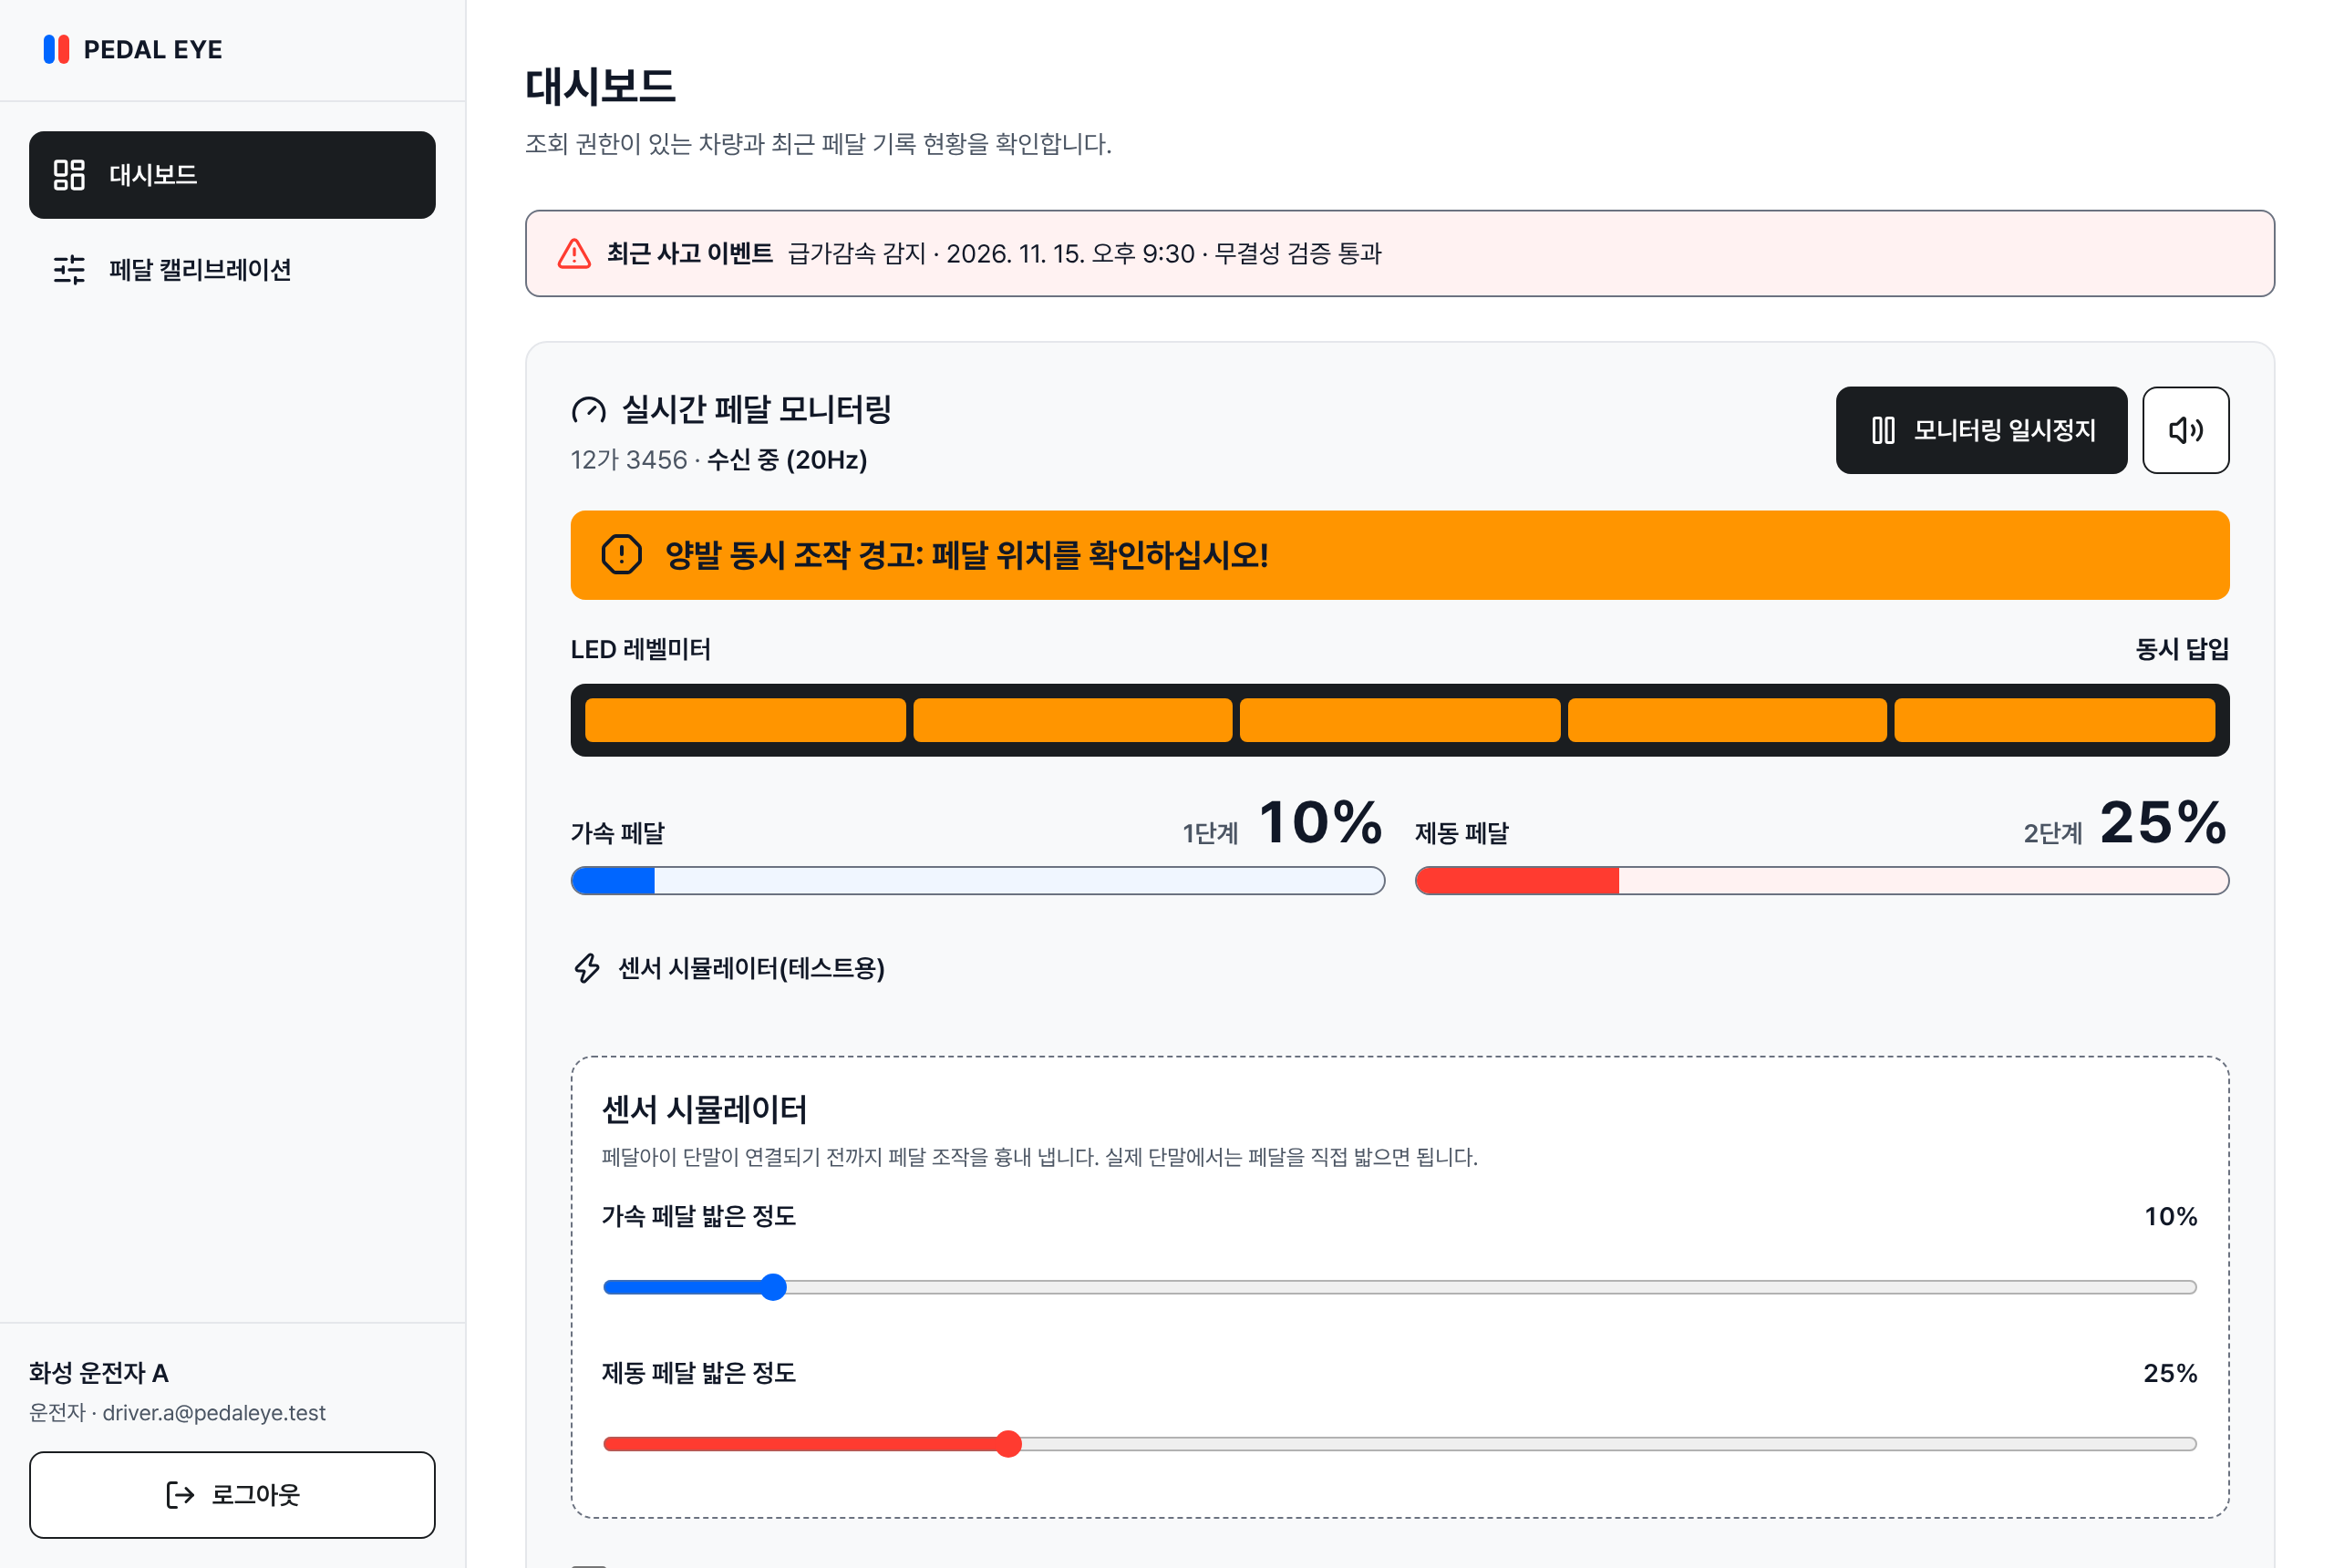 PEDAL EYE
대시보드
페달 캘리브레이션
화성 운전자 A
운전자 · driver.a@pedaleye.test
로그아웃
대시보드
조회 권한이 있는 차량과 최근 페달 기록 현황을 확인합니다.
최근 사고 이벤트 급가감속 감지 · 2026. 11. 15. 오후 9:30 · 무결성 검증 통과
실시간 페달 모니터링
12가 3456 · 수신 중 (20Hz)
모니터링 일시정지
양발 동시 조작 경고: 페달 위치를 확인하십시오!
LED 레벨미터 동시 답입
가속 페달 1단계 10%
제동 페달 2단계 25%
센서 시뮬레이터(테스트용)
센서 시뮬레이터
페달아이 단말이 연결되기 전까지 페달 조작을 흉내 냅니다. 실제 단말에서는 페달을 직접 밟으면 됩니다.
가속 페달 밟은 정도 10%
제동 페달 밟은 정도 25%